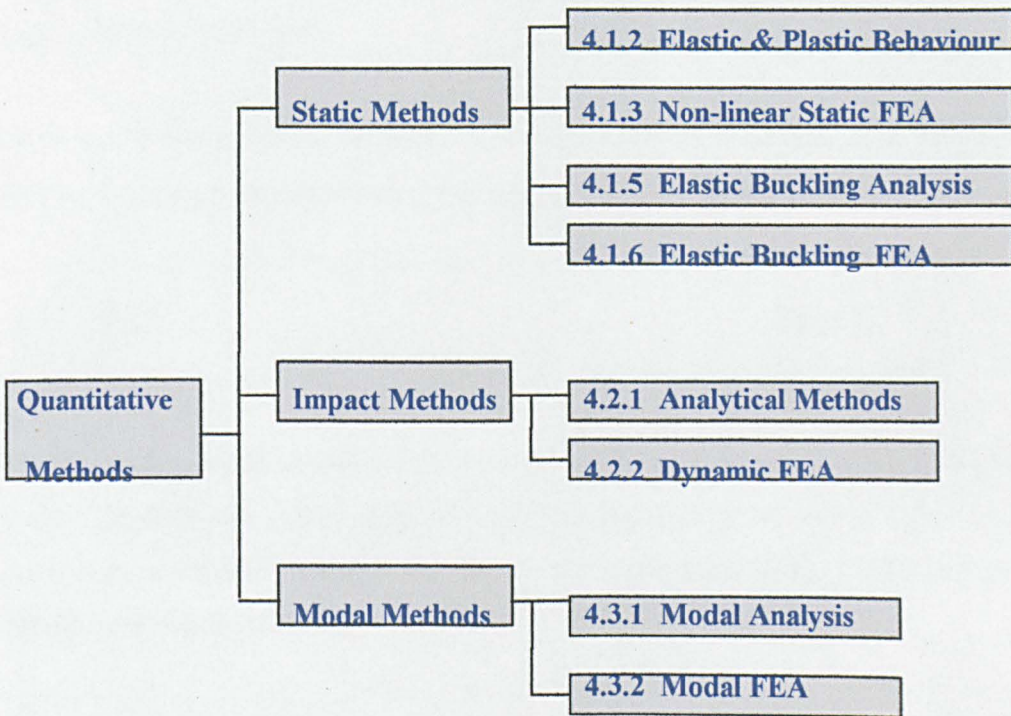 4.1.2 Elastic & Plastic Behaviour
Static Methods
4.1.3 Non-linear Static FEA
4.1.5 Elastic Buckling Analysis
4.1.6 Elastic Buckling FEA
Quantitative
Methods
Impact Methods
4.2.1 Analytical Methods
4.2.2 Dynamic FEA
Modal Methods
4.3.1 Modal Analysis
4.3.2 Modal FEA